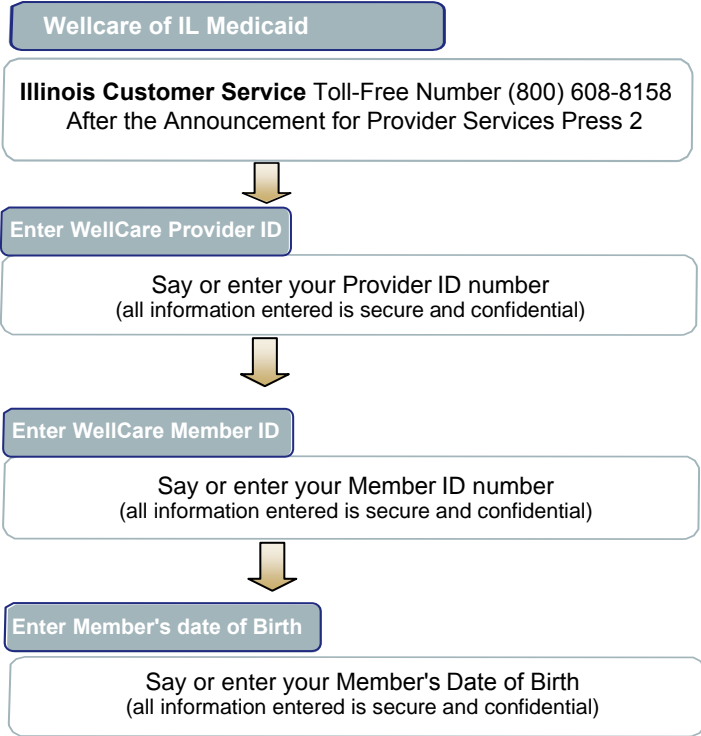 Wellcare of IL Medicaid
Illinois Customer Service Toll-Free Number (800) 608-8158
After the Announcement for Provider Services Press 2
Enter WellCare Provider ID
Say or enter your Provider ID number
(all information entered is secure and confidential)
Enter WellCare Member ID
Say or enter your Member ID number
(all information entered is secure and confidential)
Enter Member's date of Birth
Say or enter your Member's Date of Birth
(all information entered is secure and confidential)